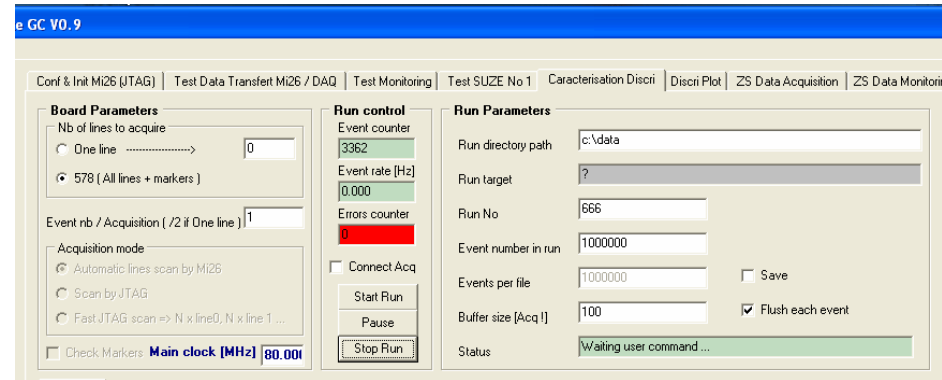 e GC V0.9
Conf & Init Mi26 (JTAG) Test Data Transfert Mi26 / DAQ Test Monitoring Test SUZE No 1 Caracterisation Discri Discri Plot ZS Data Acquisition ZS Data Monitori
Board Parameters
Nb of lines to acquire
One line --------------------> 0
578 ( All lines + markers )
Event nb / Acquisition ( /2 if One line ) 1
Acquisition mode
Automatic lines scan by Mi26
Scan by JTAG
Fast JTAG scan => N x line0, N x line 1 ...
Check Markers Main clock [MHz] 80.00
Run control
Event counter
3362
Event rate [Hz]
0.000
Errors counter
0
Connect Acq
Start Run
Pause
Stop Run
Run Parameters
Run directory path c:\data
Run target ?
Run No 666
Event number in run 1000000
Events per file 1000000 Save
Buffer size [Acq !] 100 Flush each event
Status Waiting user command ...